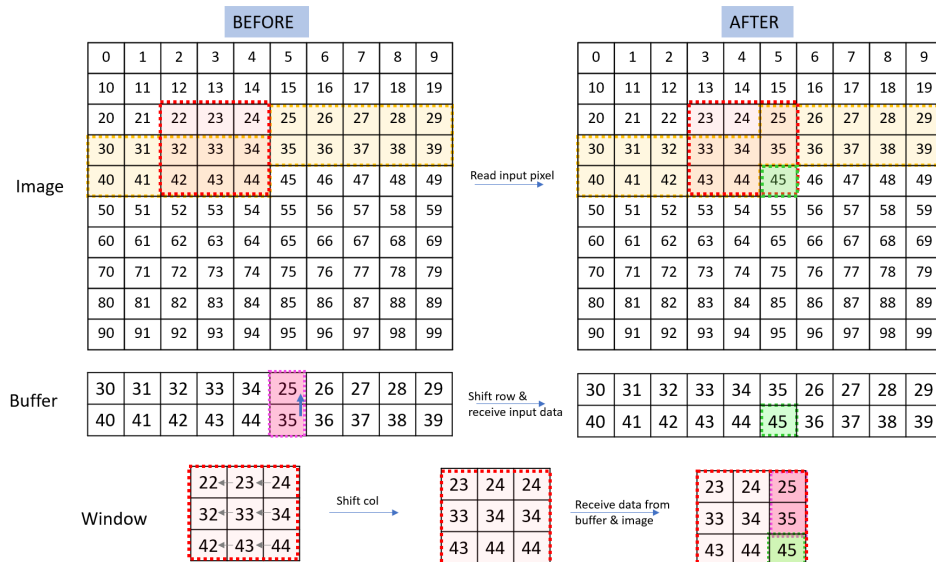 BEFORE AFTER
0 1 2 3 4 5 6 7 8 9 0 1 2 3 4 5 6 7 8 9
10 11 12 13 14 15 16 17 18 19 10 11 12 13 14 15 16 17 18 19
20 21 22 23 24 25 26 27 28 29 20 21 22 23 24 25 26 27 28 29
30 31 32 33 34 35 36 37 38 39 30 31 32 33 34 35 36 37 38 39
Image 40 41 42 43 44 45 46 47 48 49 Read input pixel 40 41 42 43 44 45 46 47 48 49
50 51 52 53 54 55 56 57 58 59 50 51 52 53 54 55 56 57 58 59
60 61 62 63 64 65 66 67 68 69 60 61 62 63 64 65 66 67 68 69
70 71 72 73 74 75 76 77 78 79 70 71 72 73 74 75 76 77 78 79
80 81 82 83 84 85 86 87 88 89 80 81 82 83 84 85 86 87 88 89
90 91 92 93 94 95 96 97 98 99 90 91 92 93 94 95 96 97 98 99
Buffer
30 31 32 33 34 25 26 27 28 29 Shift row & 30 31 32 33 34 35 26 27 28 29
40 41 42 43 44 35 36 37 38 39 receive input data 40 41 42 43 44 45 36 37 38 39
Window
22 23 24 23 24 24 23 24 25
32 33 34 Shift col 33 34 34 Receive data from 33 34 35
buffer & image
42 43 44 43 44 44 43 44 45